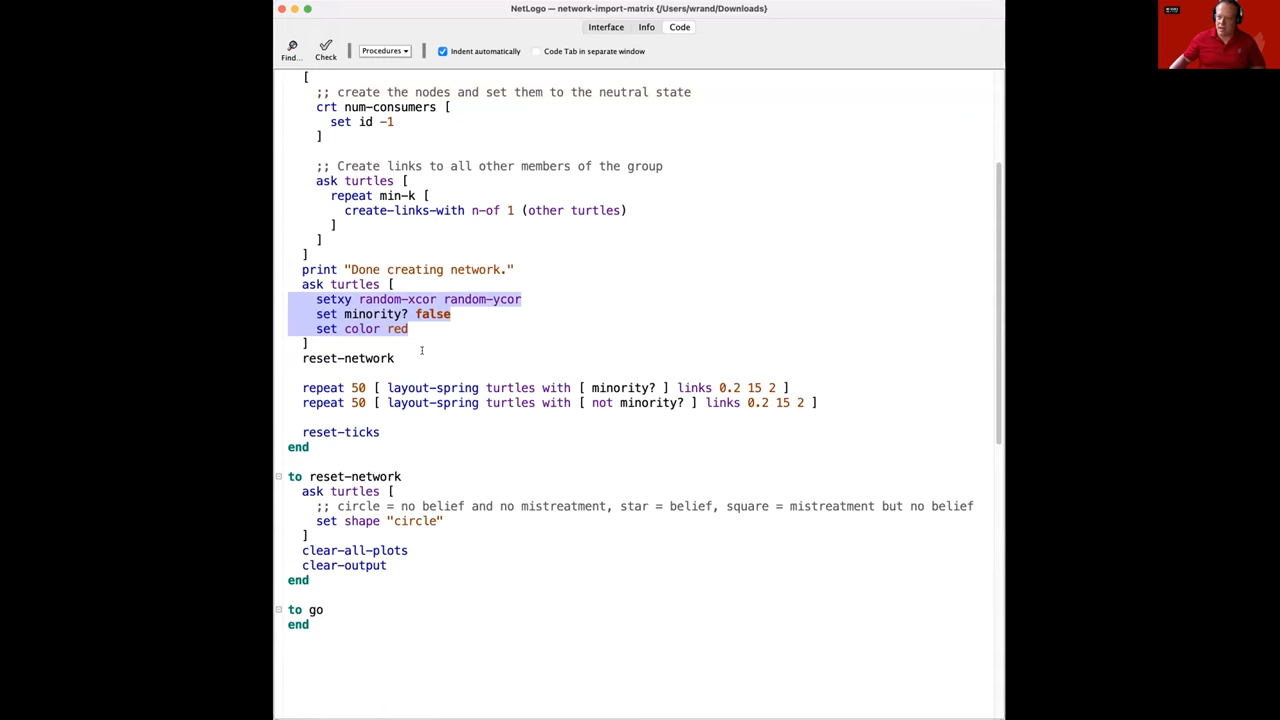 NetLogo — network-import-matrix {/Users/wrand/Downloads}
Interface Info Code
Find... Check Procedures Indent automatically Code Tab in separate window
[
;; create the nodes and set them to the neutral state
crt num-consumers [
set id -1
]
;; Create links to all other members of the group
ask turtles [
repeat min-k [
create-links-with n-of 1 (other turtles)
]
]
]
print "Done creating network."
ask turtles [
setxy random-xcor random-ycor
set minority? false
set color red
]
reset-network
repeat 50 [ layout-spring turtles with [ minority? ] links 0.2 15 2 ]
repeat 50 [ layout-spring turtles with [ not minority? ] links 0.2 15 2 ]
reset-ticks
end
to reset-network
ask turtles [
;; circle = no belief and no mistreatment, star = belief, square = mistreatment but no belief
set shape "circle"
]
clear-all-plots
clear-output
end
to go
end